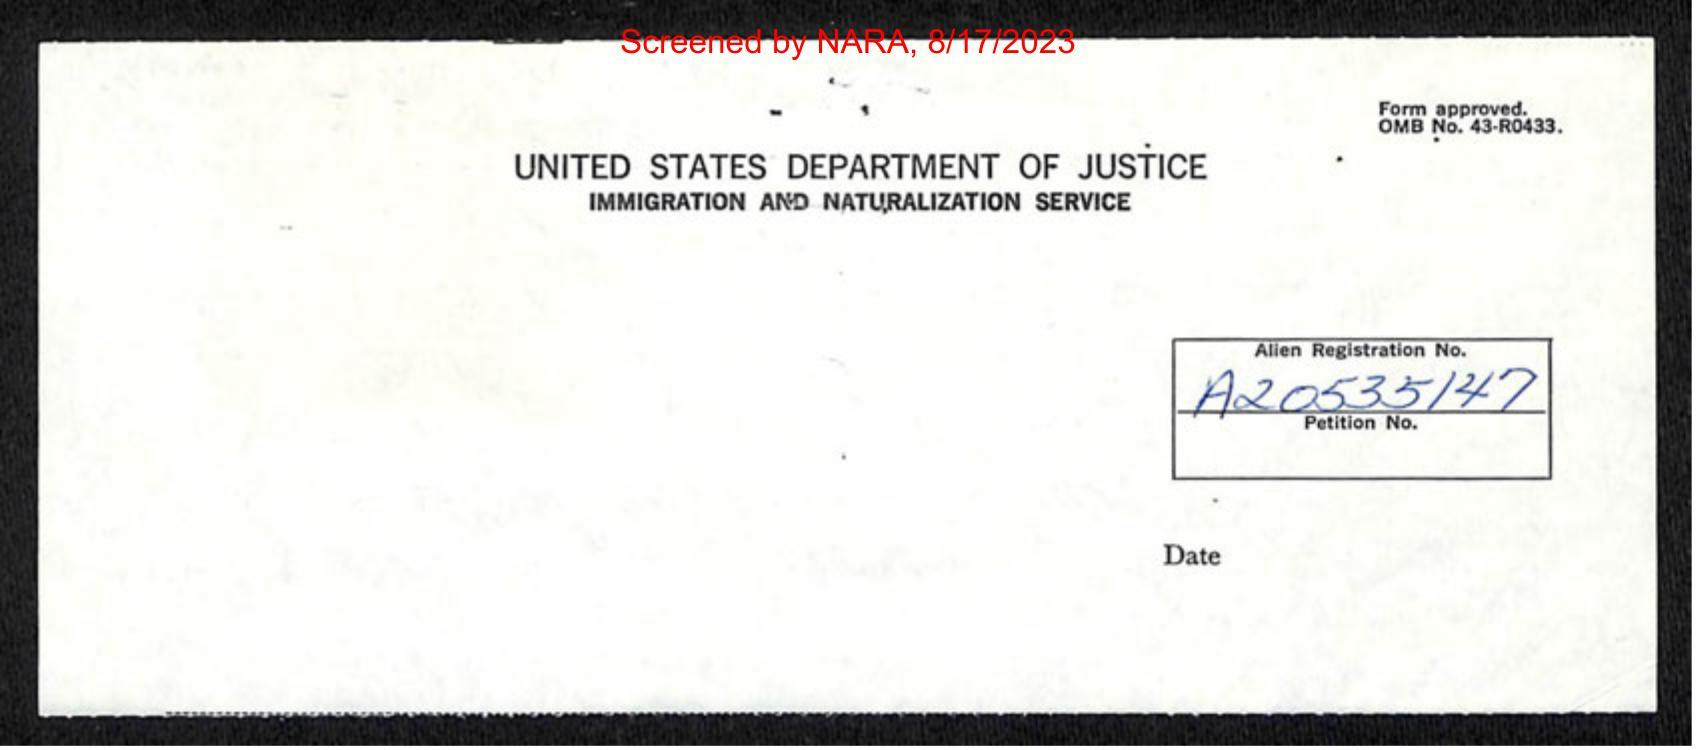 Screened by NARA, 8/17/2023
Form approved.
OMB No. 43-R0433.
UNITED STATES DEPARTMENT OF JUSTICE
IMMIGRATION AND NATURALIZATION SERVICE
Alien Registration No.
A20535147
Petition No.
Date